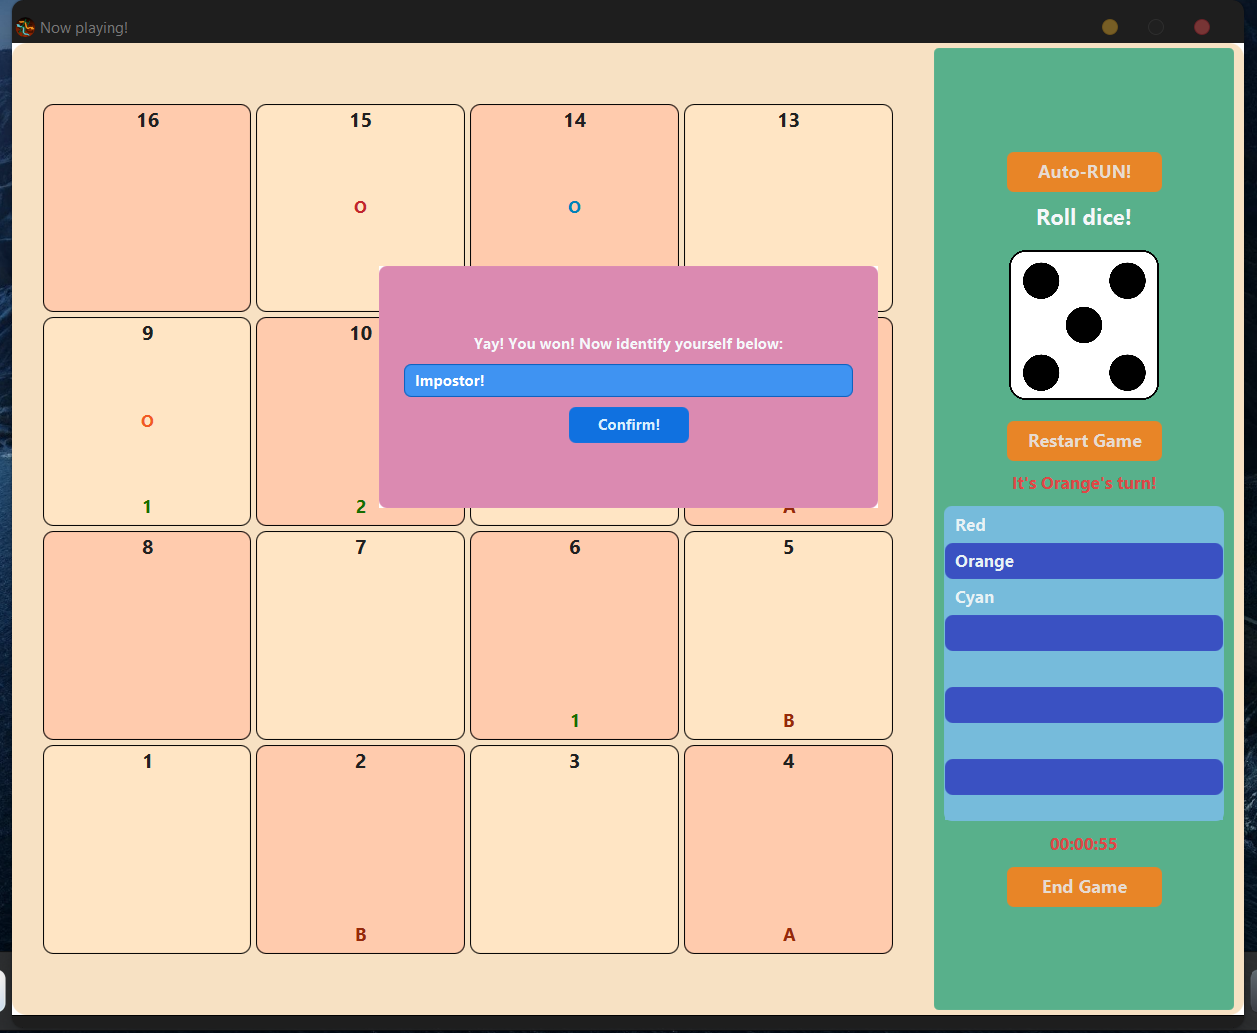 Now playing!
16 15 14 13
O O
9 10
O
1 2 A
8 7 6 5
1 B
1 2 3 4
B A
Yay! You won! Now identify yourself below:
Impostor!
Confirm!
Auto-RUN!
Roll dice!
Restart Game
It's Orange's turn!
Red
Orange
Cyan
00:00:55
End Game